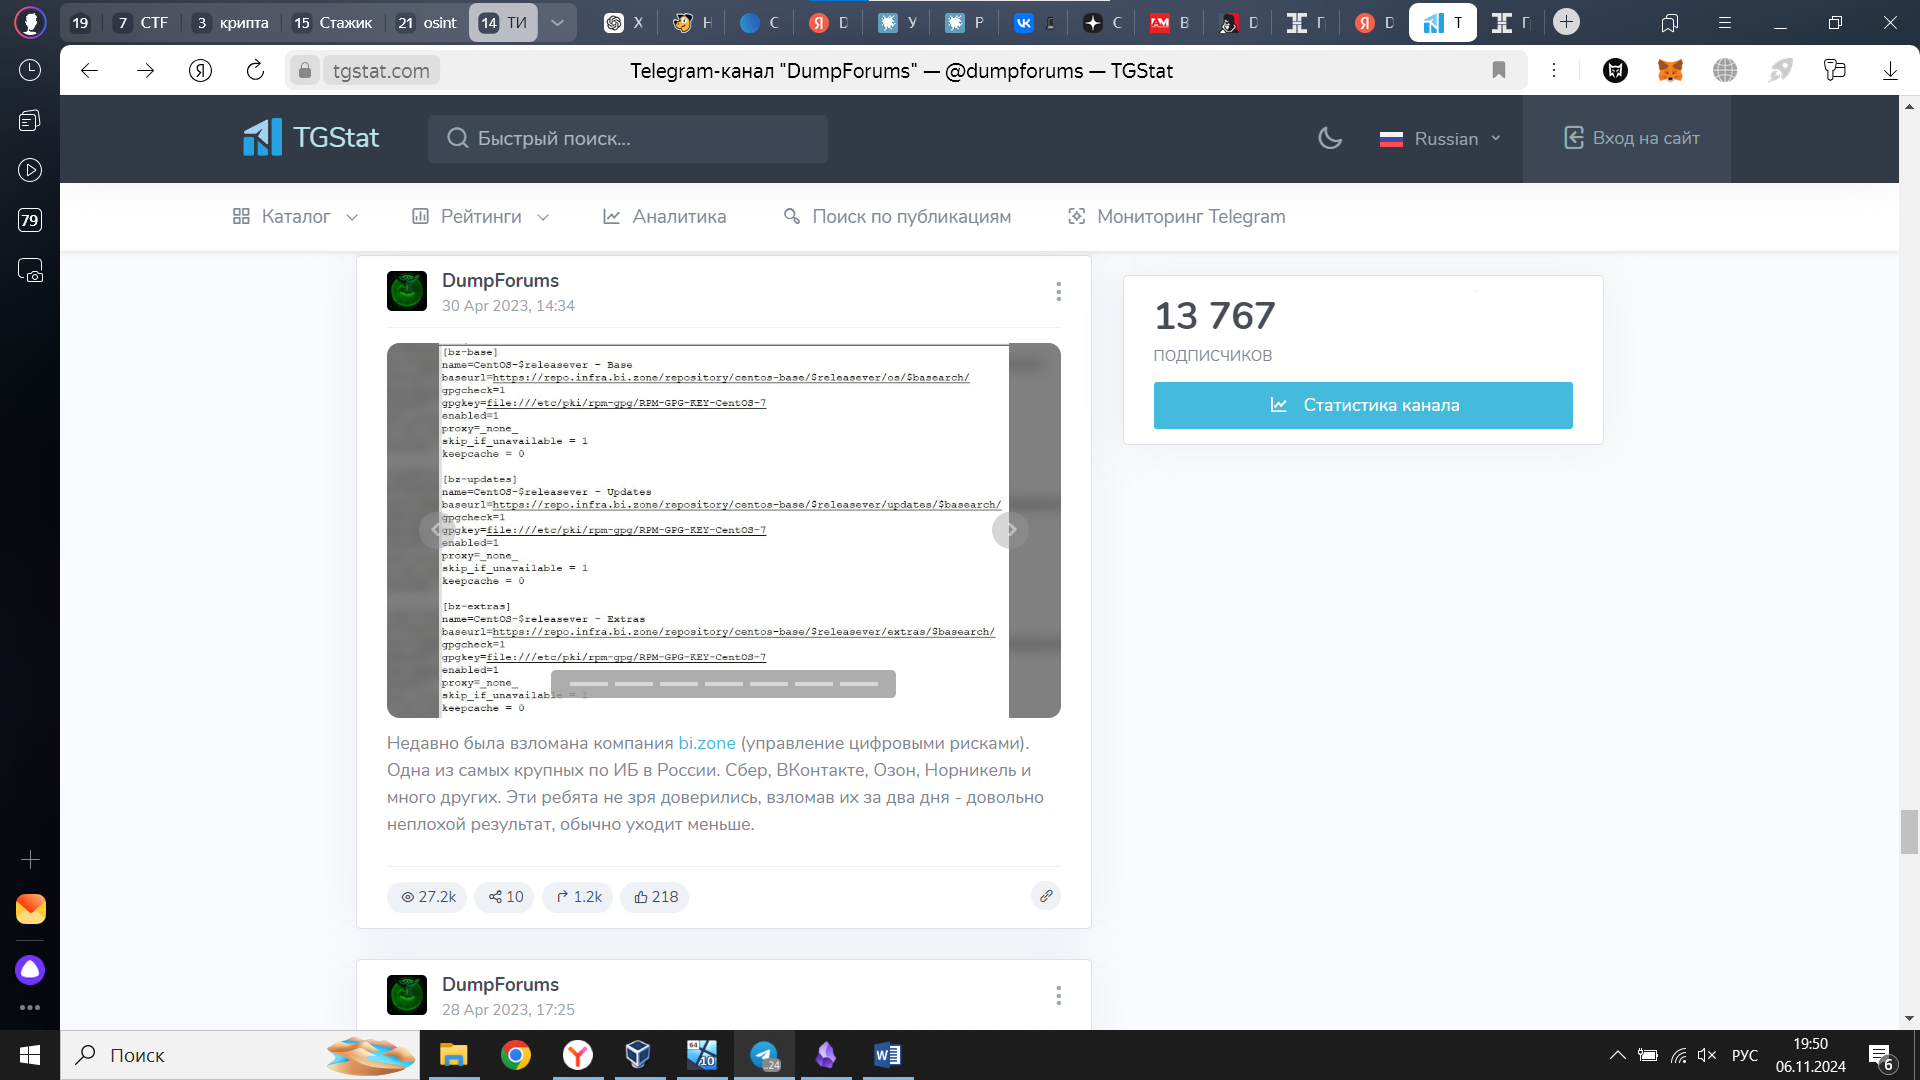 19
7 CTF
3 крипта
15 Стажик
21 osint
14 ТИ
Х
Н
С
D
У
Р
С
В
D
Г
D
Т
Г
tgstat.com
Telegram-канал "DumpForums" — @dumpforums — TGStat
79
TGStat
Быстрый поиск...
Russian
Вход на сайт
Каталог
Рейтинги
Аналитика
Поиск по публикациям
Мониторинг Telegram
DumpForums
30 Apr 2023, 14:34
[bz-base]
name=CentOS-$releasever - Base
baseurl=https://repo.infra.bi.zone/repository/centos-base/$releasever/os/$basearch/
gpgcheck=1
gpgkey=file:///etc/pki/rpm-gpg/RPM-GPG-KEY-CentOS-7
enabled=1
proxy=_none_
skip_if_unavailable = 1
keepcache = 0
[bz-updates]
name=CentOS-$releasever - Updates
baseurl=https://repo.infra.bi.zone/repository/centos-base/$releasever/updates/$basearch/
gpgcheck=1
gpgkey=file:///etc/pki/rpm-gpg/RPM-GPG-KEY-CentOS-7
enabled=1
proxy=_none_
skip_if_unavailable = 1
keepcache = 0
[bz-extras]
name=CentOS-$releasever - Extras
baseurl=https://repo.infra.bi.zone/repository/centos-base/$releasever/extras/$basearch/
gpgcheck=1
gpgkey=file:///etc/pki/rpm-gpg/RPM-GPG-KEY-CentOS-7
enabled=1
proxy=_none_
skip_if_unavailable = 1
keepcache = 0
Недавно была взломана компания bi.zone (управление цифровыми рисками).
Одна из самых крупных по ИБ в России. Сбер, ВКонтакте, Озон, Норникель и
много других. Эти ребята не зря доверились, взломав их за два дня - довольно
неплохой результат, обычно уходит меньше.
27.2k
10
1.2k
218
13 767
ПОДПИСЧИКОВ
Статистика канала
DumpForums
28 Apr 2023, 17:25
Поиск
64
10
..24
РУС
19:50
06.11.2024
6